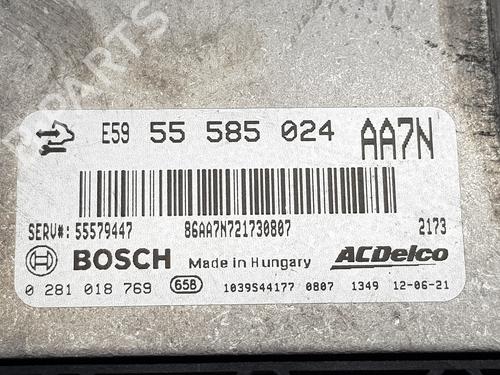 E59 55 585 024 AA7N
SERV#: 55579447 86AA7N721730807 2173
BOSCH Made in Hungary ACDelco
0 281 018 769 65B 1039S44177 0807 1349 12-06-21